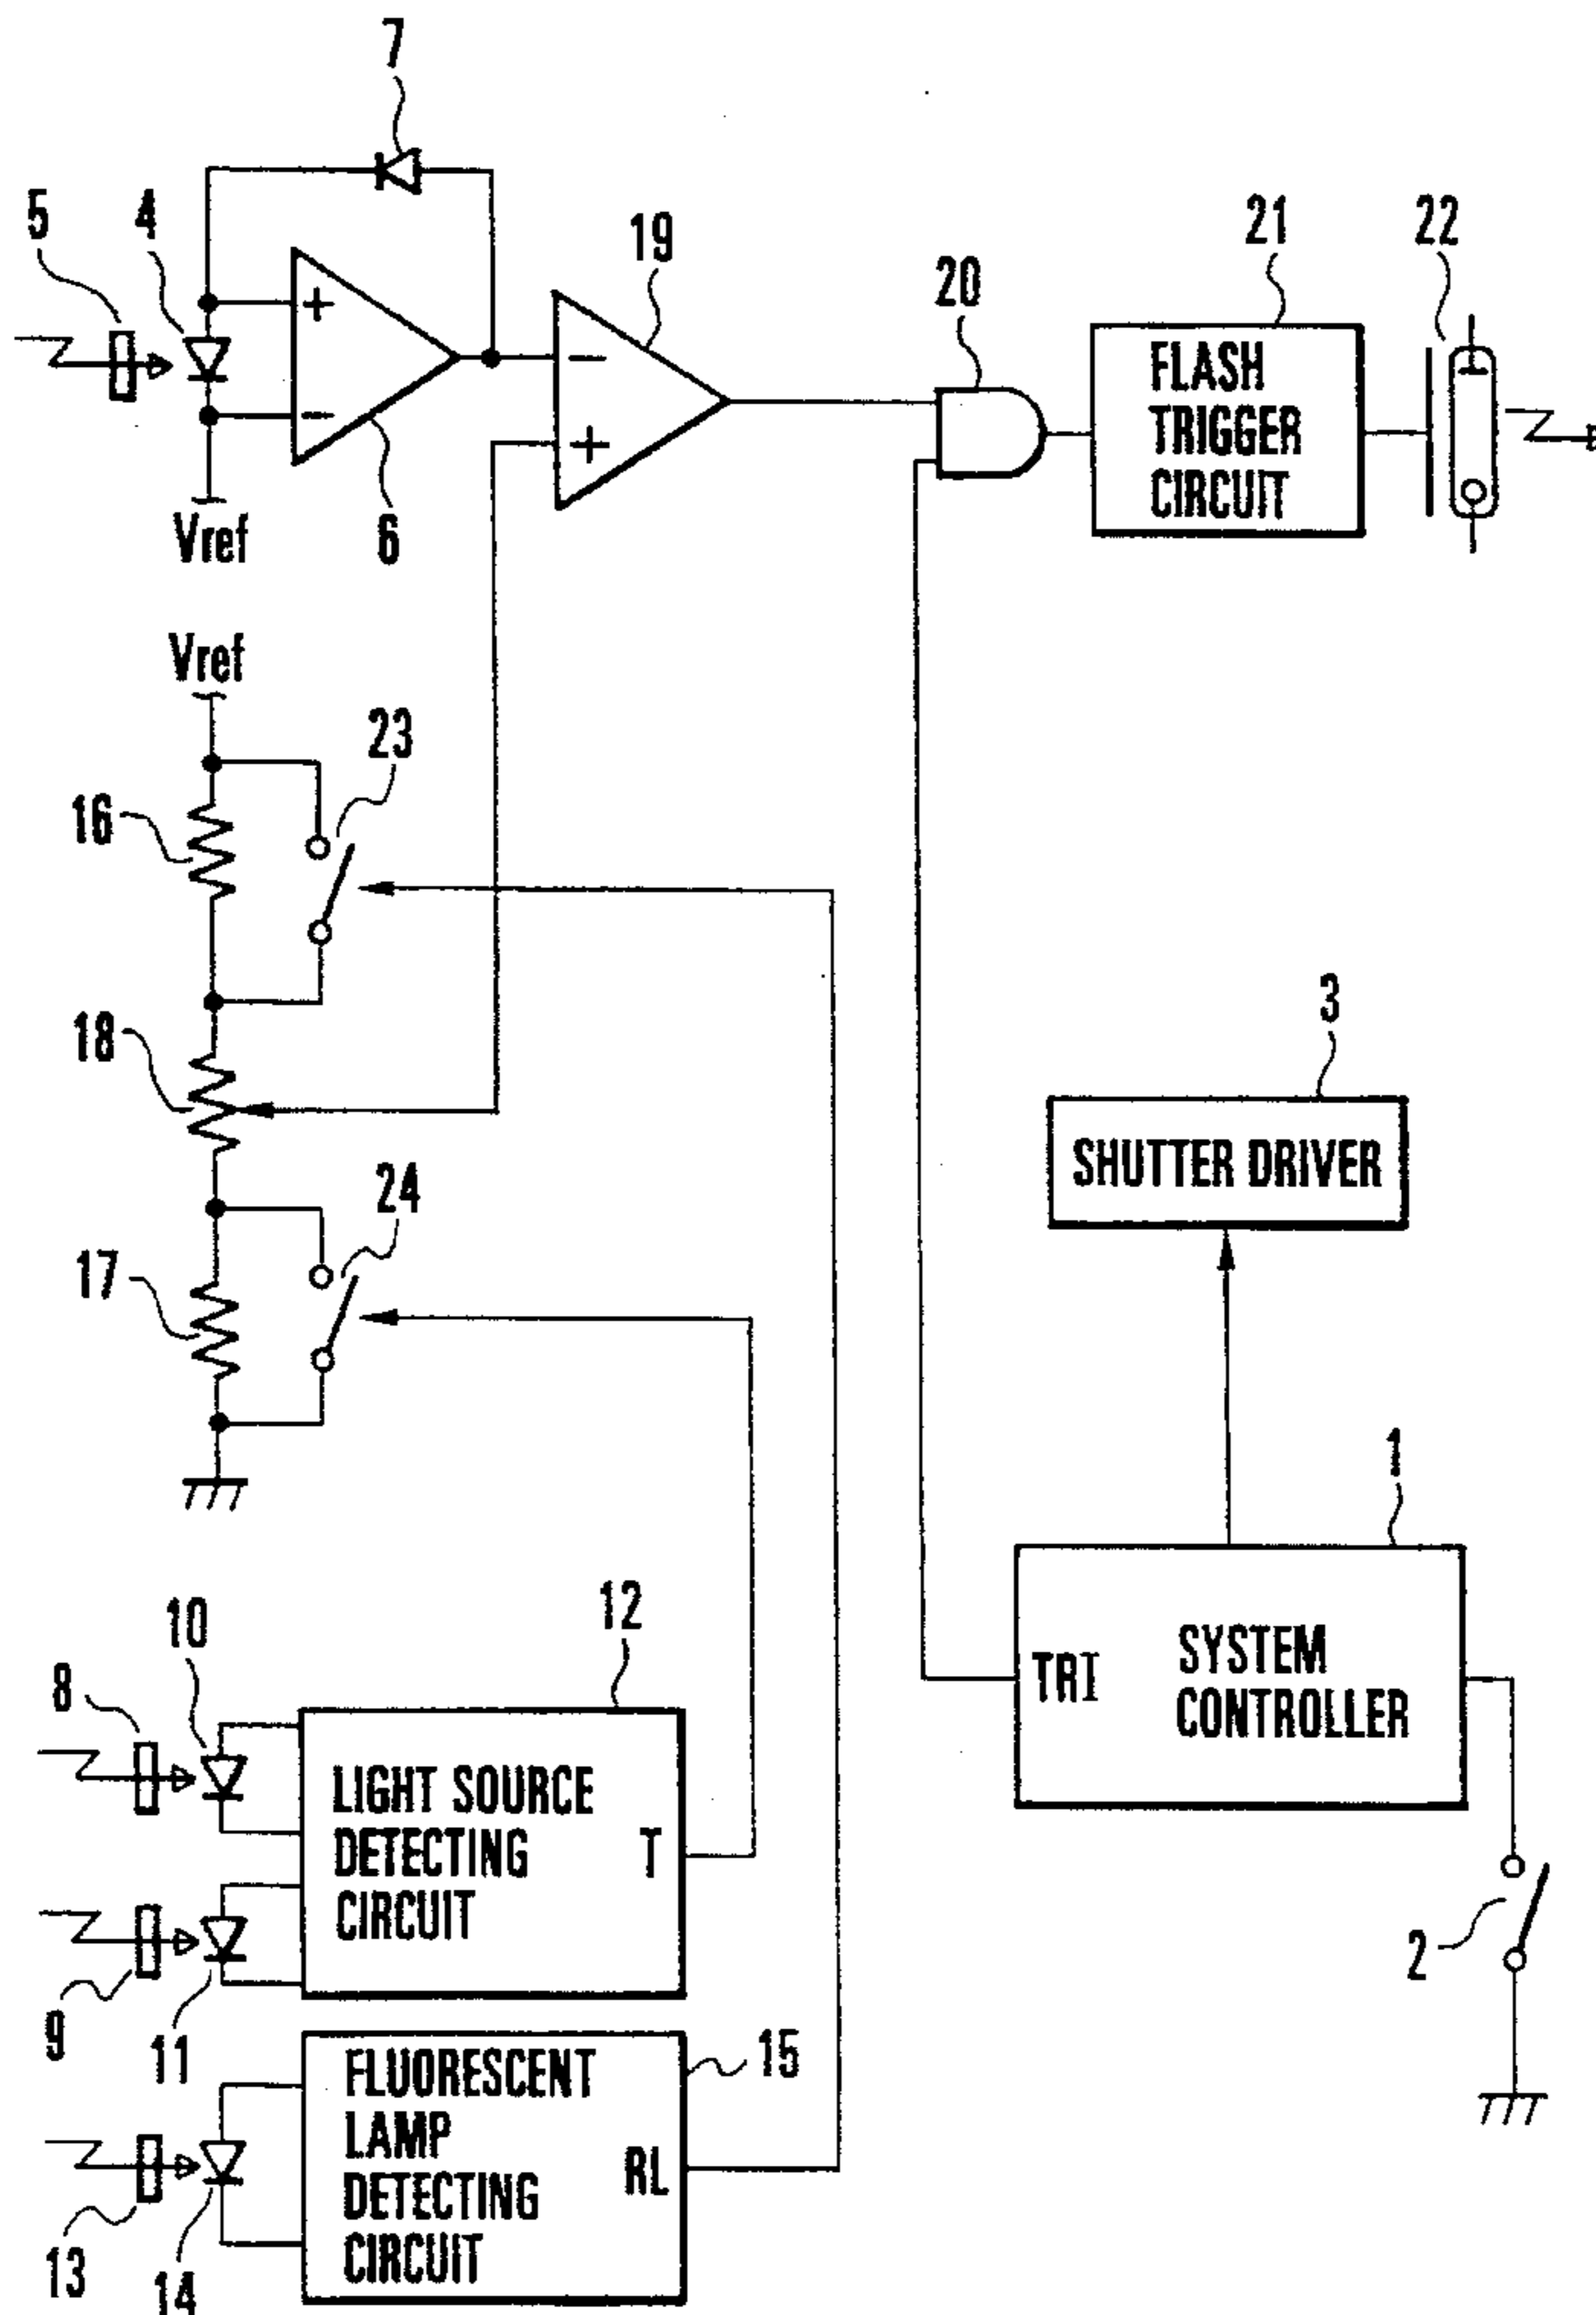 7
5
4
19
20
21
22
+
−
−
+
FLASH
TRIGGER
CIRCUIT
Vref
6
Vref
23
16
18
3
SHUTTER DRIVER
24
17
1
12
10
8
TRI
SYSTEM
CONTROLLER
LIGHT SOURCE
DETECTING
CIRCUIT
T
2
9
11
15
FLUORESCENT
LAMP
DETECTING
CIRCUIT
RL
13
14